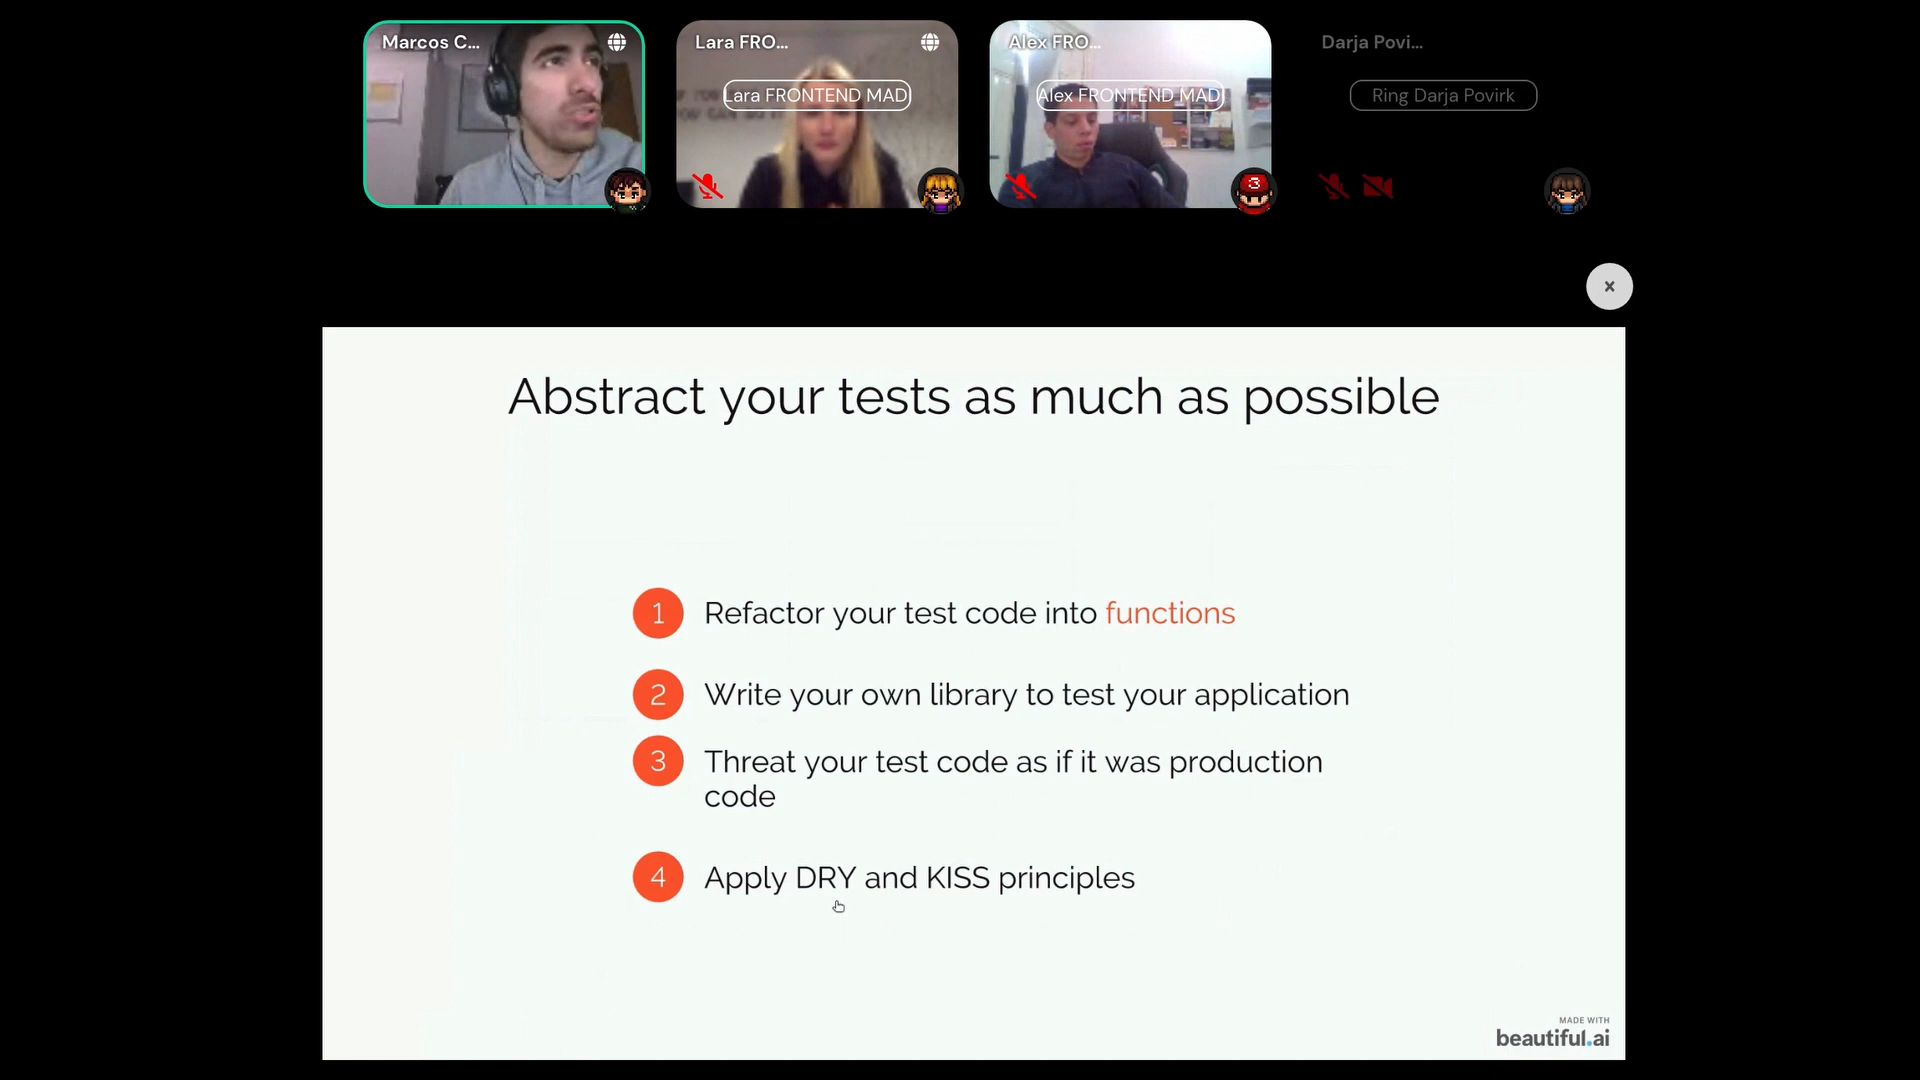 Marcos C...
Lara FRO...
Alex FRO...
Darja Povi...
Lara FRONTEND MAD
Alex FRONTEND MAD
Ring Darja Povirk
3
x
Abstract your tests as much as possible
1 Refactor your test code into functions
2 Write your own library to test your application
3 Threat your test code as if it was production
code
4 Apply DRY and KISS principles
MADE WITH
beautiful.ai